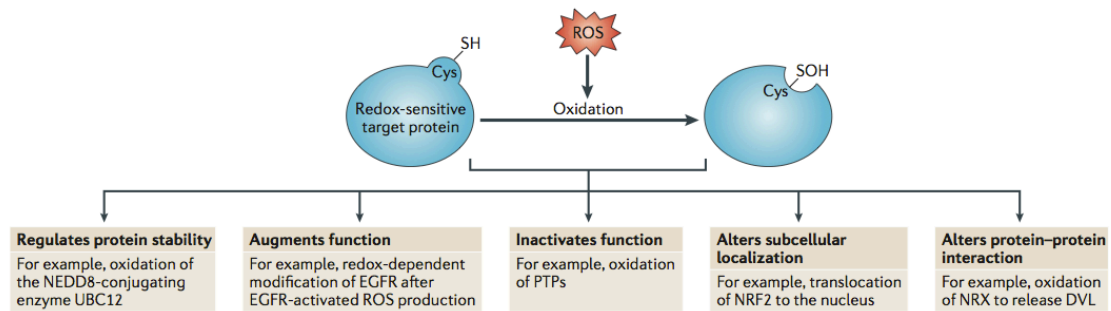 ROS
SH
Cys
Redox-sensitive
target protein
Oxidation
SOH
Cys
Regulates protein stability
For example, oxidation of
the NEDD8-conjugating
enzyme UBC12
Augments function
For example, redox-dependent
modification of EGFR after
EGFR-activated ROS production
Inactivates function
For example, oxidation
of PTPs
Alters subcellular
localization
For example, translocation
of NRF2 to the nucleus
Alters protein–protein
interaction
For example, oxidation
of NRX to release DVL